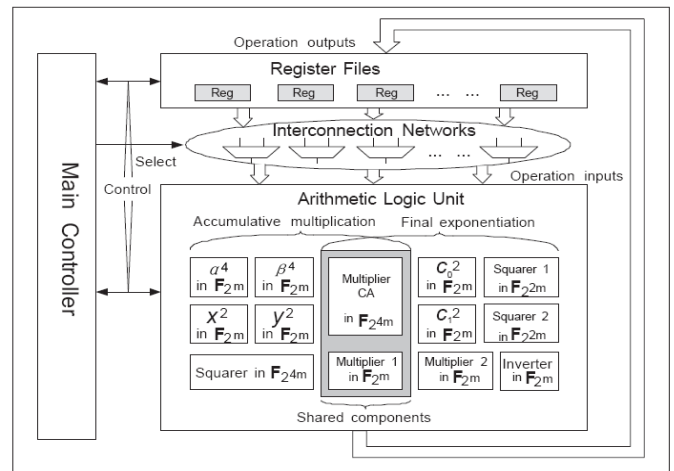 Operation outputs
Register Files
Reg Reg Reg ... ... Reg
Interconnection Networks
... ...
Select
Operation inputs
Control
Main Controller
Arithmetic Logic Unit
Accumulative multiplication Final exponentiation
α⁴
in F₂m
β⁴
in F₂m
Multiplier
CA
in F₂4m
C₀²
in F₂m
Squarer 1
in F₂2m
x²
in F₂m
y²
in F₂m
C₁²
in F₂m
Squarer 2
in F₂2m
Squarer in F₂4m
Multiplier 1
in F₂m
Multiplier 2
in F₂m
Inverter
in F₂m
Shared components